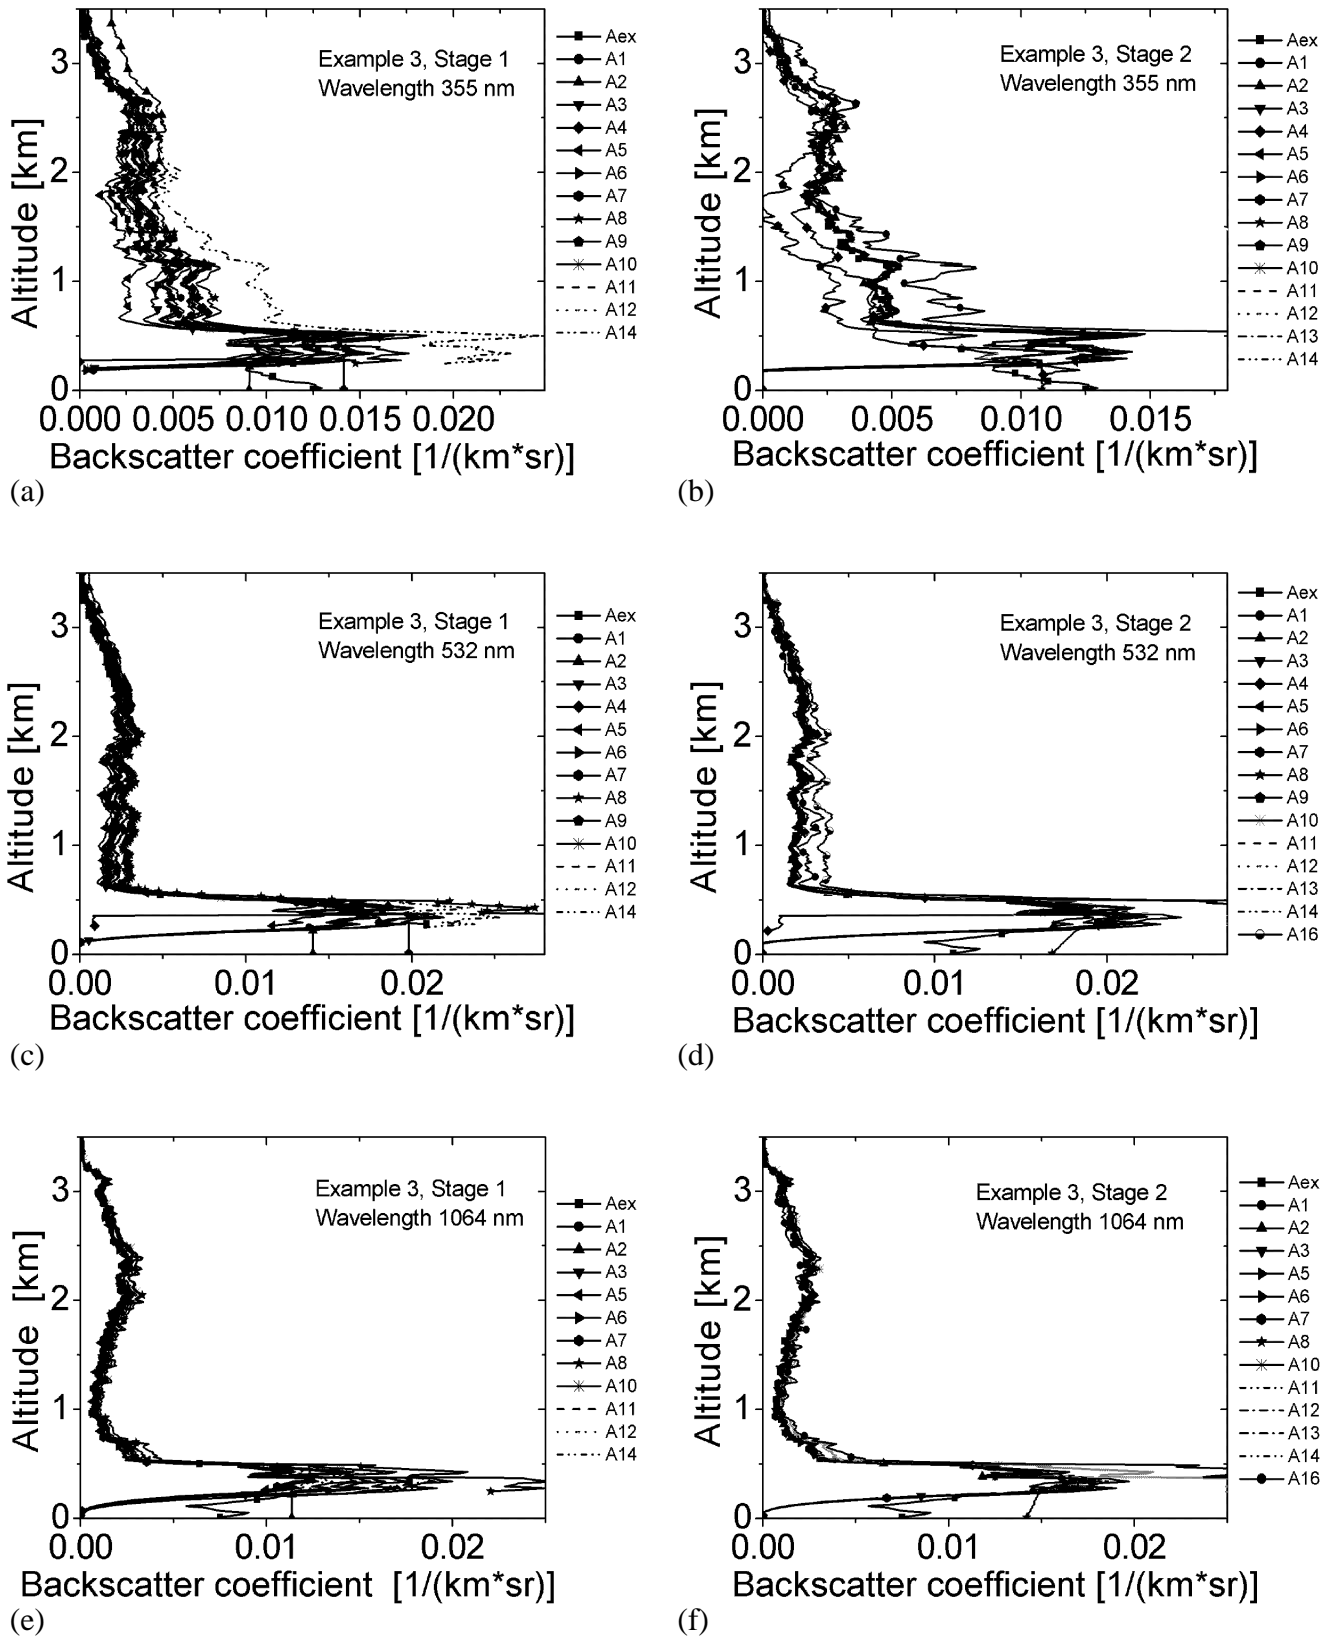 Example 3, Stage 1
Wavelength 355 nm
Altitude [km]
3
2
1
0
0.000 0.005 0.010 0.015 0.020
Backscatter coefficient [1/(km*sr)]
Aex
A1
A2
A3
A4
A5
A6
A7
A8
A9
A10
A11
A12
A14
(a)
Example 3, Stage 2
Wavelength 355 nm
Altitude [km]
3
2
1
0
0.000 0.005 0.010 0.015
Backscatter coefficient [1/(km*sr)]
Aex
A1
A2
A3
A4
A5
A6
A7
A8
A9
A10
A11
A12
A13
A14
(b)
Example 3, Stage 1
Wavelength 532 nm
Altitude [km]
3
2
1
0
0.00 0.01 0.02
Backscatter coefficient [1/(km*sr)]
Aex
A1
A2
A3
A4
A5
A6
A7
A8
A9
A10
A11
A12
A14
(c)
Example 3, Stage 2
Wavelength 532 nm
Altitude [km]
3
2
1
0
0.00 0.01 0.02
Backscatter coefficient [1/(km*sr)]
Aex
A1
A2
A3
A4
A5
A6
A7
A8
A9
A10
A11
A12
A13
A14
A16
(d)
Example 3, Stage 1
Wavelength 1064 nm
Altitude [km]
3
2
1
0
0.00 0.01 0.02
Backscatter coefficient [1/(km*sr)]
Aex
A1
A2
A3
A5
A6
A7
A8
A10
A11
A12
A14
(e)
Example 3, Stage 2
Wavelength 1064 nm
Altitude [km]
3
2
1
0
0.00 0.01 0.02
Backscatter coefficient [1/(km*sr)]
Aex
A1
A2
A3
A5
A6
A7
A8
A10
A11
A12
A13
A14
A16
(f)